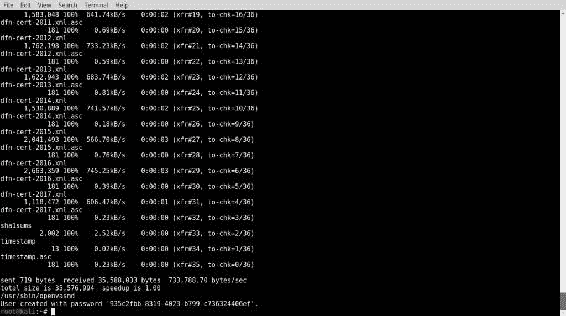 File Edit View Search Terminal Help
1,583,048 100% 641.74kB/s 0:00:02 (xfr#19, to-chk=16/36)
dfn-cert-2011.xml.asc
181 100% 0.69kB/s 0:00:00 (xfr#20, to-chk=15/36)
dfn-cert-2012.xml
1,762,198 100% 733.23kB/s 0:00:02 (xfr#21, to-chk=14/36)
dfn-cert-2012.xml.asc
181 100% 0.59kB/s 0:00:00 (xfr#22, to-chk=13/36)
dfn-cert-2013.xml
1,622,943 100% 683.74kB/s 0:00:02 (xfr#23, to-chk=12/36)
dfn-cert-2013.xml.asc
181 100% 0.81kB/s 0:00:00 (xfr#24, to-chk=11/36)
dfn-cert-2014.xml
1,530,889 100% 741.57kB/s 0:00:02 (xfr#25, to-chk=10/36)
dfn-cert-2014.xml.asc
181 100% 0.18kB/s 0:00:00 (xfr#26, to-chk=9/36)
dfn-cert-2015.xml
2,041,493 100% 566.70kB/s 0:00:03 (xfr#27, to-chk=8/36)
dfn-cert-2015.xml.asc
181 100% 0.76kB/s 0:00:00 (xfr#28, to-chk=7/36)
dfn-cert-2016.xml
2,663,359 100% 745.25kB/s 0:00:03 (xfr#29, to-chk=6/36)
dfn-cert-2016.xml.asc
181 100% 0.39kB/s 0:00:00 (xfr#30, to-chk=5/36)
dfn-cert-2017.xml
1,118,472 100% 606.47kB/s 0:00:01 (xfr#31, to-chk=4/36)
dfn-cert-2017.xml.asc
181 100% 0.23kB/s 0:00:00 (xfr#32, to-chk=3/36)
sha1sums
2,002 100% 2.52kB/s 0:00:00 (xfr#33, to-chk=2/36)
timestamp
13 100% 0.02kB/s 0:00:00 (xfr#34, to-chk=1/36)
timestamp.asc
181 100% 0.23kB/s 0:00:00 (xfr#35, to-chk=0/36)
sent 719 bytes received 35,588,033 bytes 733,788.70 bytes/sec
total size is 35,576,994 speedup is 1.00
/usr/sbin/openvasmd
User created with password '935c2fbb-8319-4023-b799-c736324406ef'.
root@kali:~#